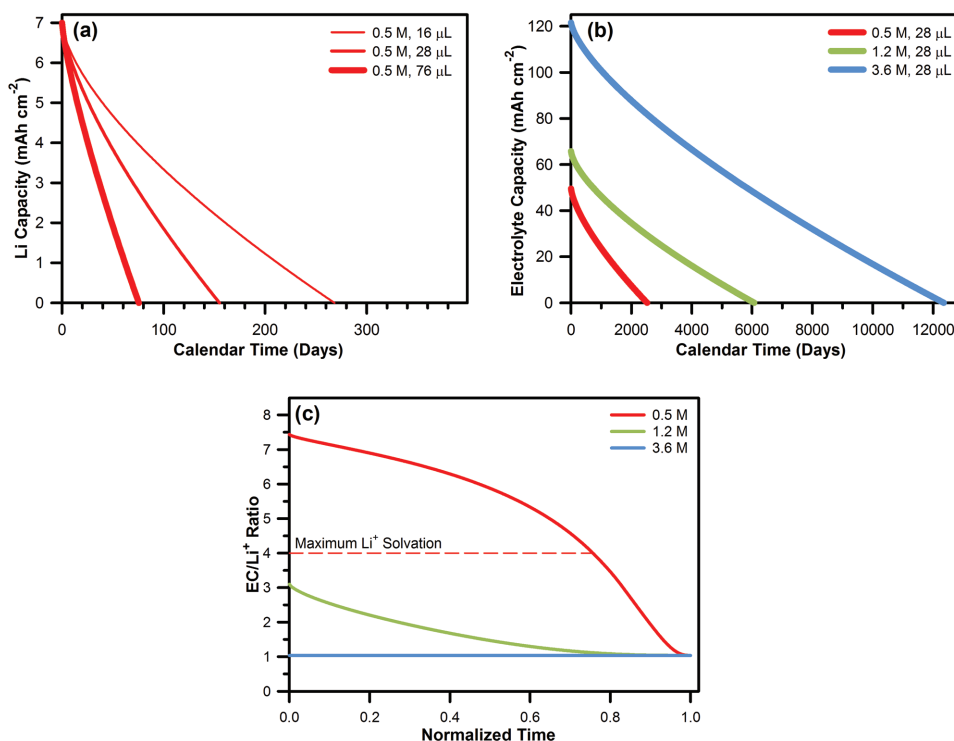 (a)
0.5 M, 16 μL
0.5 M, 28 μL
0.5 M, 76 μL
Li Capacity (mAh cm⁻²)
7
6
5
4
3
2
1
0
0 100 200 300
Calendar Time (Days)
(b)
0.5 M, 28 μL
1.2 M, 28 μL
3.6 M, 28 μL
Electrolyte Capacity (mAh cm⁻²)
120
100
80
60
40
20
0
0 2000 4000 6000 8000 10000 12000
Calendar Time (Days)
(c)
0.5 M
1.2 M
3.6 M
Maximum Li⁺ Solvation
EC/Li⁺ Ratio
8
7
6
5
4
3
2
1
0
0.0 0.2 0.4 0.6 0.8 1.0
Normalized Time